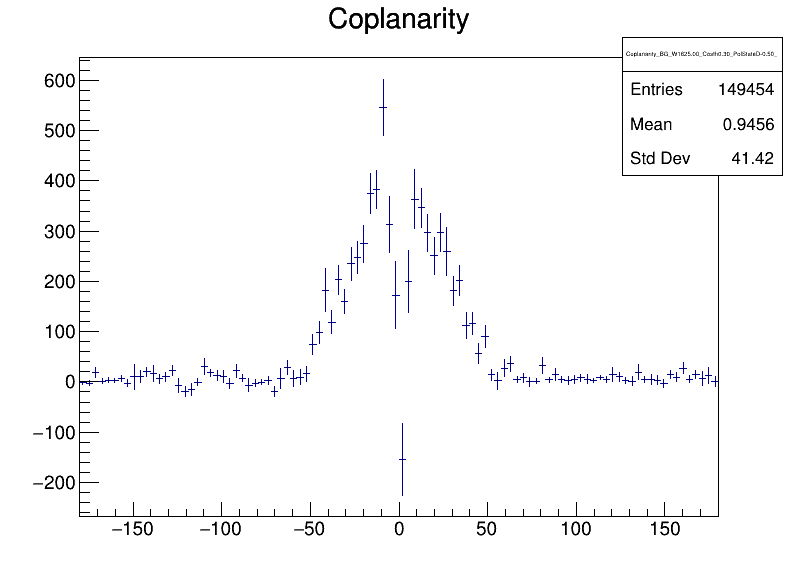 Coplanarity
Coplanarity_BG_W1625.00_Costh0.30_PolStateD-0.50_
Entries 149454
Mean 0.9456
Std Dev 41.42
600
500
400
300
200
100
0
−100
−200
−150 −100 −50 0 50 100 150